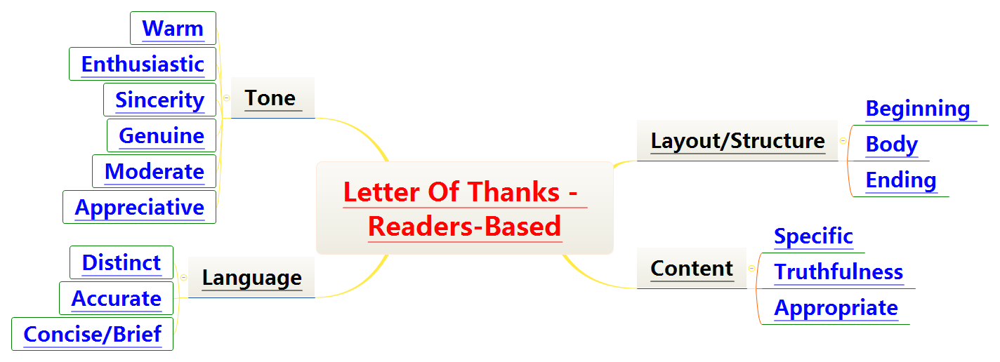 Letter Of Thanks -
Readers-Based
Tone
Warm
Enthusiastic
Sincerity
Genuine
Moderate
Appreciative
Language
Distinct
Accurate
Concise/Brief
Layout/Structure
Beginning
Body
Ending
Content
Specific
Truthfulness
Appropriate